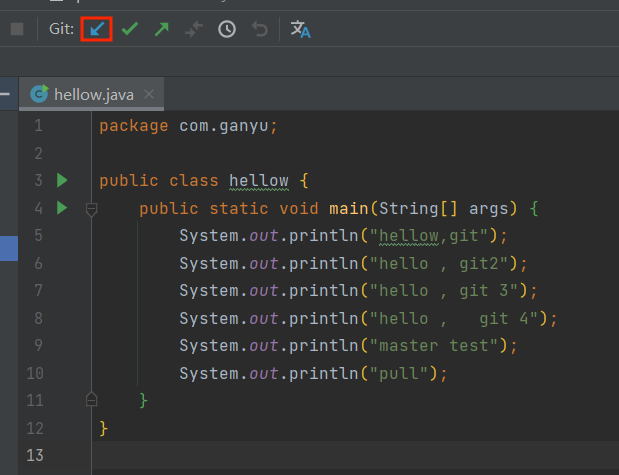 Git:
hellow.java
1 package com.ganyu;
2
3 public class hellow {
4 public static void main(String[] args) {
5 System.out.println("hellow,git");
6 System.out.println("hello , git2");
7 System.out.println("hello , git 3");
8 System.out.println("hello ,   git 4");
9 System.out.println("master test");
10 System.out.println("pull");
11 }
12 }
13